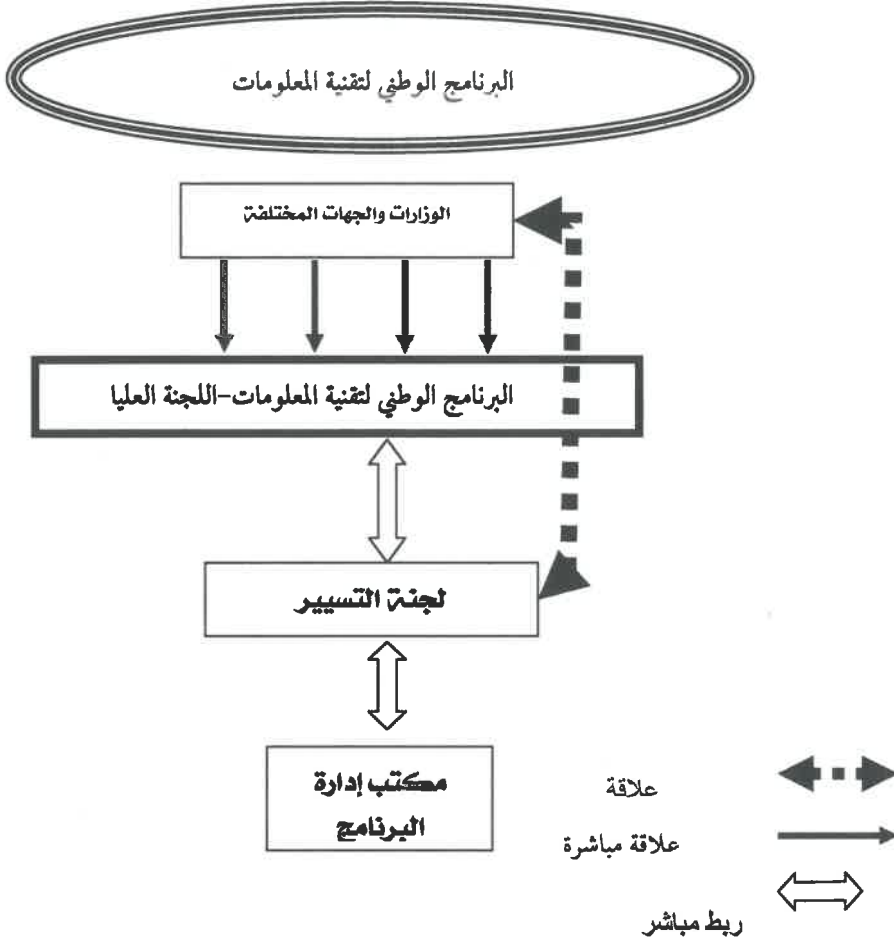 البرنامج الوطني لتقنية المعلومات
الوزارات والجهات المختلفة
البرنامج الوطني لتقنية المعلومات-اللجنة العليا
لجنة التسيير
مكتب إدارة
البرنامج
علاقة
علاقة مباشرة
ربط مباشر